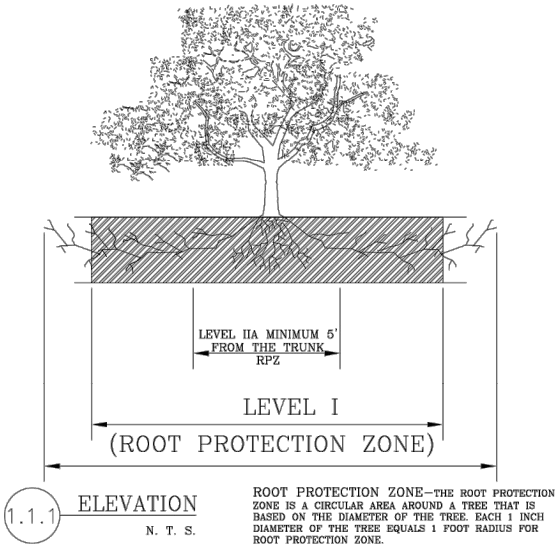 LEVEL IIA MINIMUM 5'
FROM THE TRUNK
RPZ
LEVEL I
(ROOT PROTECTION ZONE)
1.1.1
ELEVATION
N. T. S.
ROOT PROTECTION ZONE—THE ROOT PROTECTION
ZONE IS A CIRCULAR AREA AROUND A TREE THAT IS
BASED ON THE DIAMETER OF THE TREE. EACH 1 INCH
DIAMETER OF THE TREE EQUALS 1 FOOT RADIUS FOR
ROOT PROTECTION ZONE.